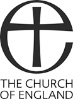 THE CHURCH
OF ENGLAND